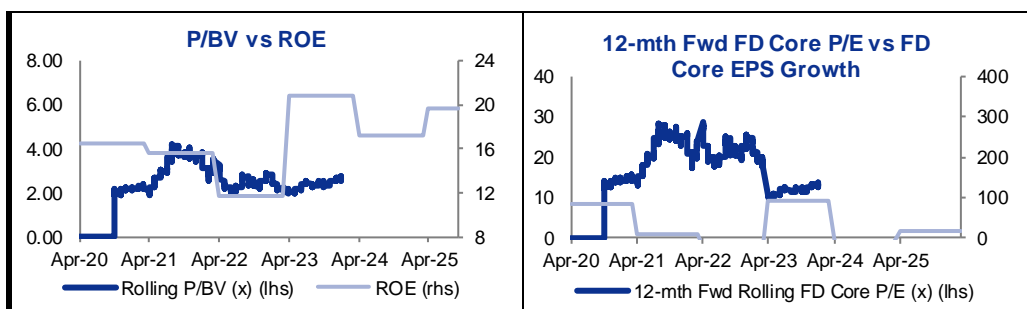 P/BV vs ROE
8.00
6.00
4.00
2.00
0.00
24
20
16
12
8
Apr-20 Apr-21 Apr-22 Apr-23 Apr-24 Apr-25
Rolling P/BV (x) (lhs) ROE (rhs)
12-mth Fwd FD Core P/E vs FD
Core EPS Growth
40
30
20
10
0
400
300
200
100
0
Apr-20 Apr-21 Apr-22 Apr-23 Apr-24 Apr-25
12-mth Fwd Rolling FD Core P/E (x) (lhs)